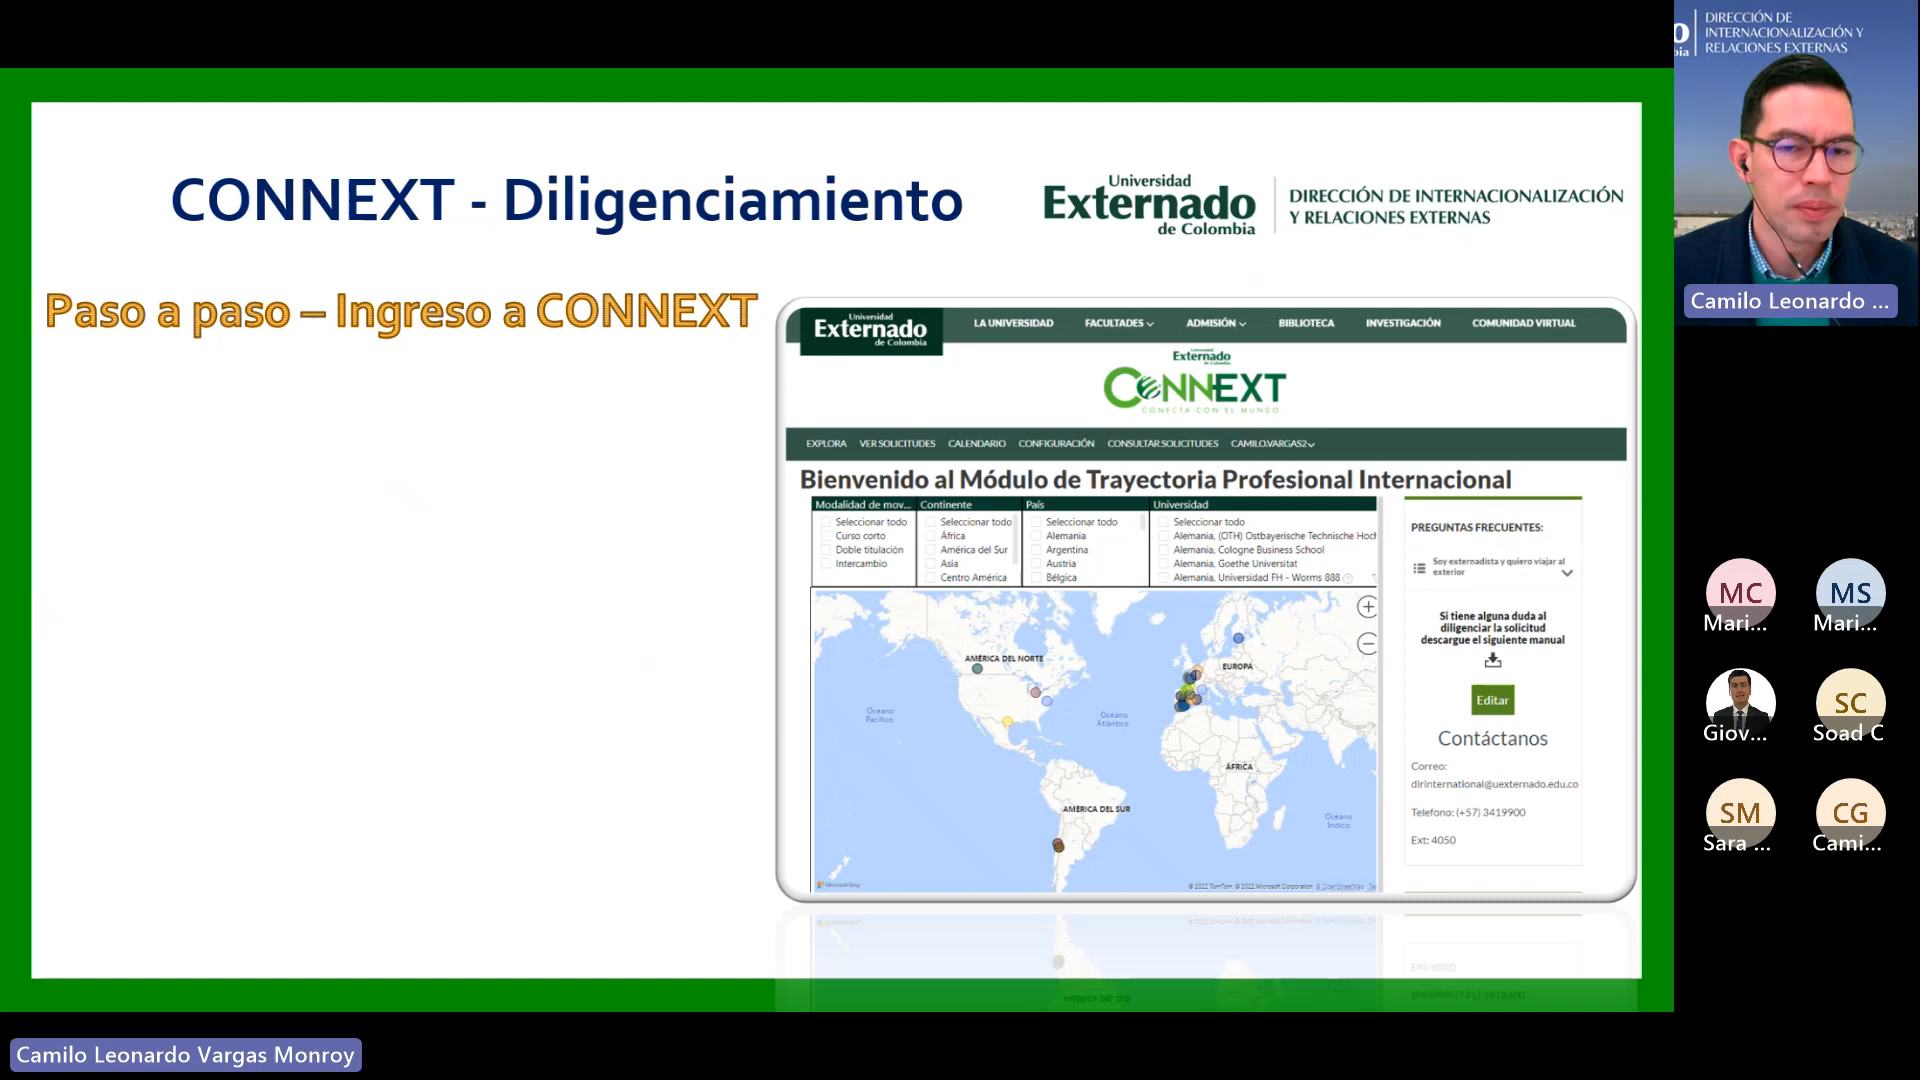 DIRECCIÓN DE
INTERNACIONALIZACIÓN Y
RELACIONES EXTERNAS
Camilo Leonardo ...
CONNEXT - Diligenciamiento
Universidad
Externado
de Colombia
DIRECCIÓN DE INTERNACIONALIZACIÓN
Y RELACIONES EXTERNAS
Paso a paso – Ingreso a CONNEXT
Universidad
Externado
de Colombia
LA UNIVERSIDAD FACULTADES ADMISIÓN BIBLIOTECA INVESTIGACIÓN COMUNIDAD VIRTUAL
Externado
CONNEXT
CONECTA CON EL MUNDO
EXPLORA VER SOLICITUDES CALENDARIO CONFIGURACIÓN CONSULTAR SOLICITUDES CAMILO.VARGAS2
Bienvenido al Módulo de Trayectoria Profesional Internacional
Modalidad de mov... Continente País Universidad
Seleccionar todo Seleccionar todo Seleccionar todo Seleccionar todo
Curso corto África Alemania Alemania, (OTH) Ostbayerische Technische Hoch
Doble titulación América del Sur Argentina Alemania, Cologne Business School
Intercambio Asia Austria Alemania, Goethe Universitat
Centro América Bélgica Alemania, Universidad FH - Worms 888
AMÉRICA DEL NORTE
EUROPA
Océano
Pacífico
Océano
Atlántico
ÁFRICA
AMÉRICA DEL SUR
Océano
Índico
Microsoft Bing
© 2022 TomTom, © 2022 Microsoft Corporation, © OpenStreetMap Te
PREGUNTAS FRECUENTES:
Soy externadista y quiero viajar al
exterior
Si tiene alguna duda al
diligenciar la solicitud
descargue el siguiente manual
Editar
Contáctanos
Correo:
dirinternational@uexternado.edu.co
Telefono: (+57) 3419900
Ext: 4050
MC
Mari...
MS
Mari...
Giov...
SC
Soad C
SM
Sara ...
CG
Cami...
Camilo Leonardo Vargas Monroy